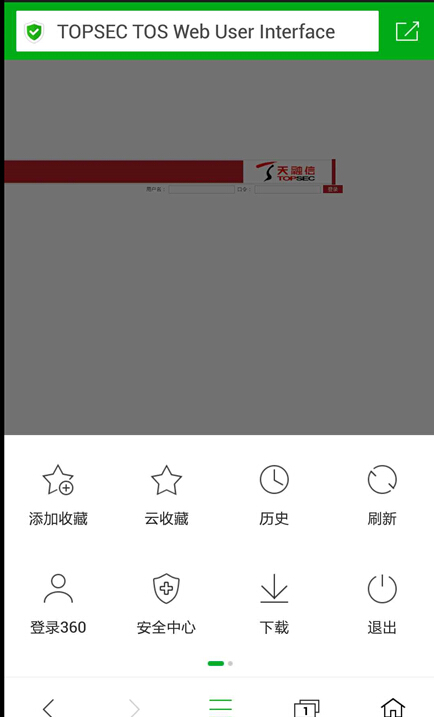 TOPSEC TOS Web User Interface
天融信
TOPSEC
用户名： 口令： 登录
添加收藏 云收藏 历史 刷新
登录360 安全中心 下载 退出
1